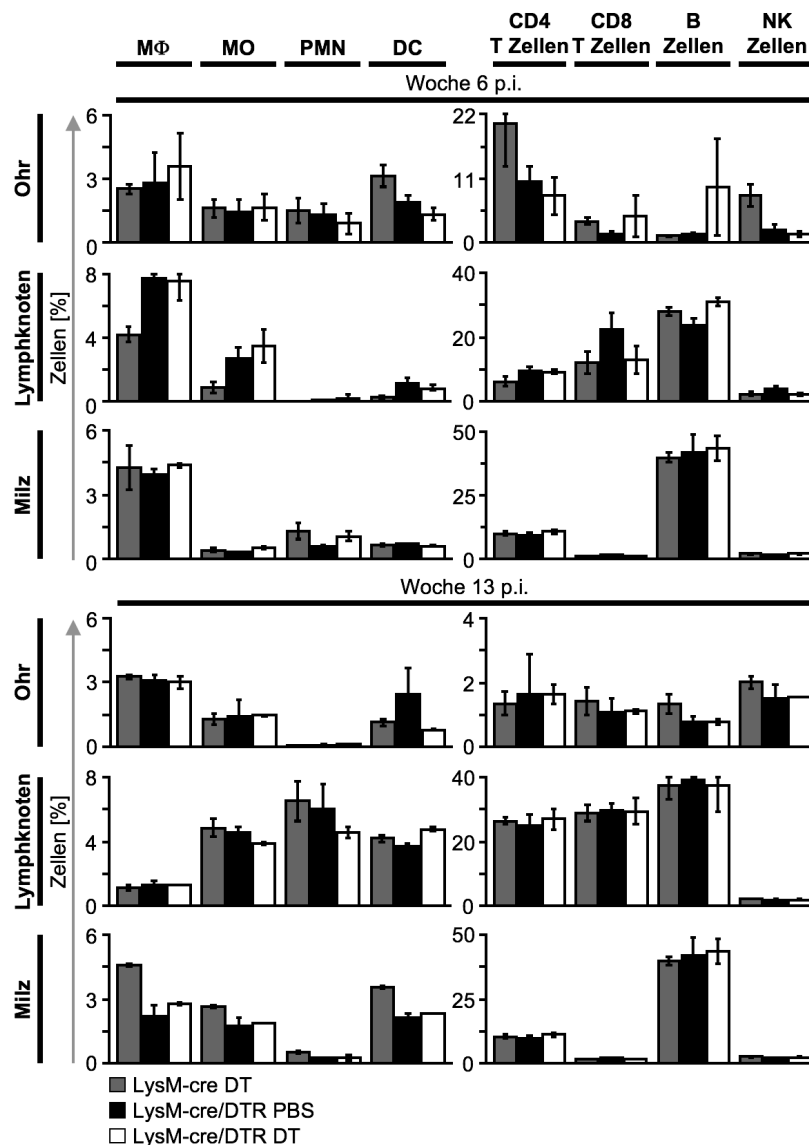 MΦ MO PMN DC
CD4 T Zellen CD8 T Zellen B Zellen NK Zellen
Woche 6 p.i.
Zellen [%]
Ohr
6 3 0
22 11 0
Lymphknoten
8 4 0
40 20 0
Milz
6 3 0
50 25 0
Woche 13 p.i.
Zellen [%]
Ohr
6 3 0
4 2 0
Lymphknoten
8 4 0
40 20 0
Milz
6 3 0
50 25 0
LysM-cre DT
LysM-cre/DTR PBS
LysM-cre/DTR DT